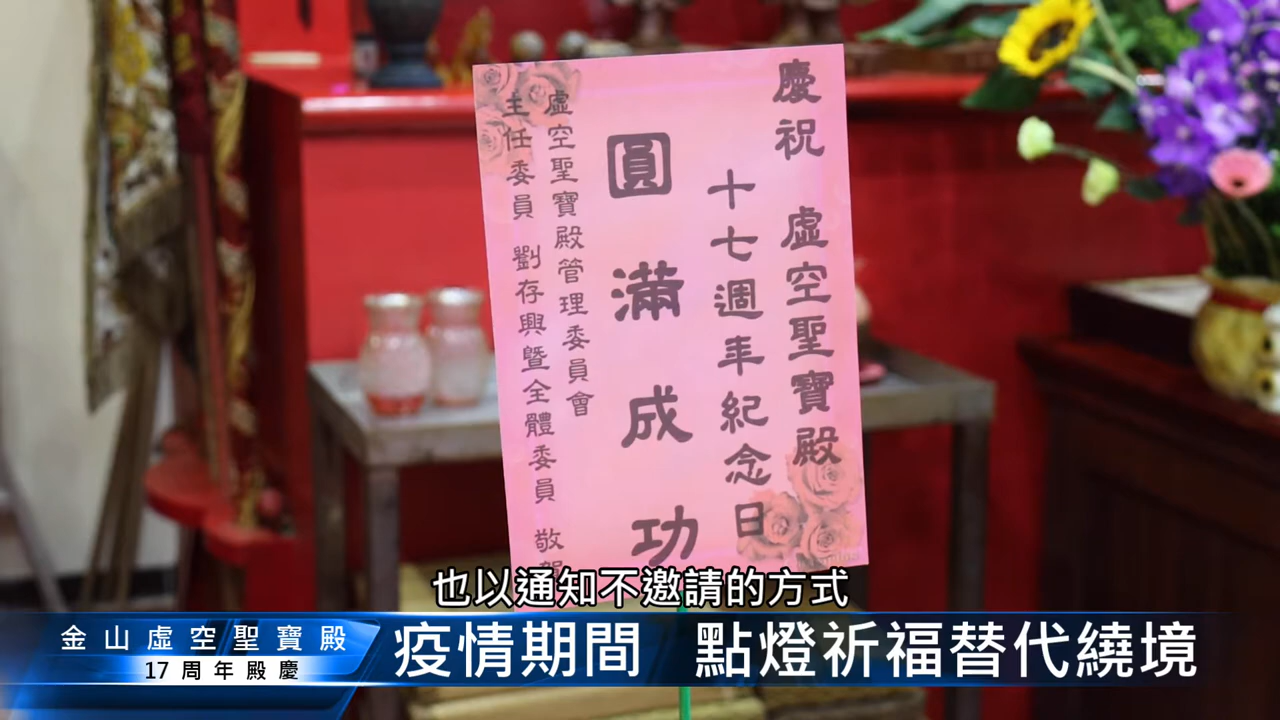 慶祝 虛空聖寶殿
十七週年紀念日
圓滿成功
虛空聖寶殿管理委員會
主任委員 劉存興暨全體委員 敬賀
也以通知不邀請的方式
金山虛空聖寶殿
17周年殿慶
疫情期間 點燈祈福替代繞境